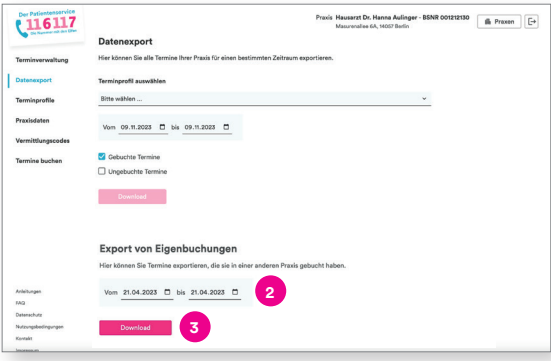 Der Patientenservice
116117
Die Nummer mit den Elfen
Praxis Hausarzt Dr. Hanna Aulinger - BSNR 001212130
Masurenallee 6A, 14057 Berlin
Praxen
Terminverwaltung
Datenexport
Terminprofile
Praxisdaten
Vermittlungscodes
Termine buchen
Datenexport
Hier können Sie alle Termine Ihrer Praxis für einen bestimmten Zeitraum exportieren.
Terminprofil auswählen
Bitte wählen ...
Vom 09.11.2023 bis 09.11.2023
Gebuchte Termine
Ungebuchte Termine
Download
Export von Eigenbuchungen
Hier können Sie Termine exportieren, die sie in einer anderen Praxis gebucht haben.
Vom 21.04.2023 bis 21.04.2023
2
Download
3
Anleitungen
FAQ
Datenschutz
Nutzungsbedingungen
Kontakt
Impressum